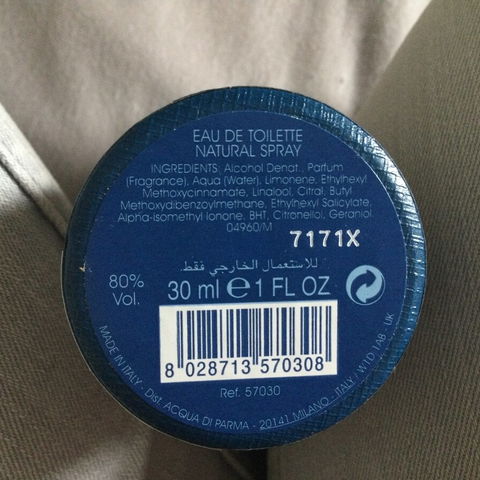 EAU DE TOILETTE
NATURAL SPRAY
INGREDIENTS: Alcohol Denat., Parfum
(Fragrance), Aqua (Water), Limonene, Ethylhexyl
Methoxycinnamate, Linalool, Citral, Butyl
Methoxydibenzoylmethane, Ethylhexyl Salicylate,
Alpha-isomethyl Ionone, BHT, Citronellol, Geraniol.
04960/M
7171X
للاستعمال الخارجي فقط.
80%
Vol.
30 ml e 1 FL OZ
8 028713 570308
Ref. 57030
MADE IN ITALY - Dist. ACQUA DI PARMA - 20141 MILANO - ITALY / W1D 1AB - UK